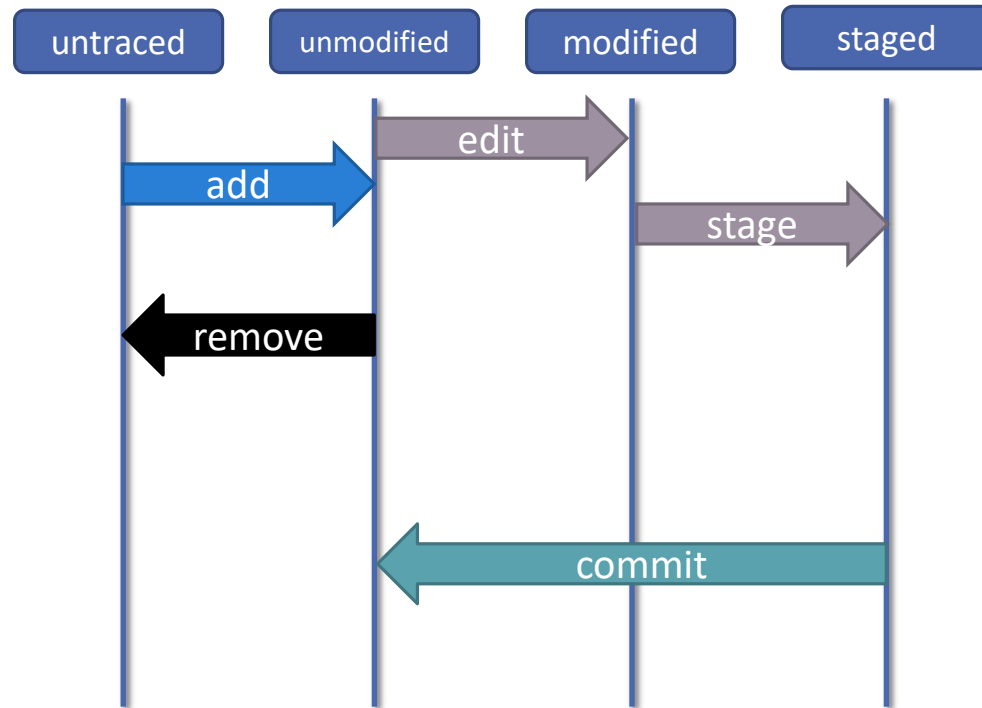 untraced
unmodified
modified
staged
edit
add
stage
remove
commit